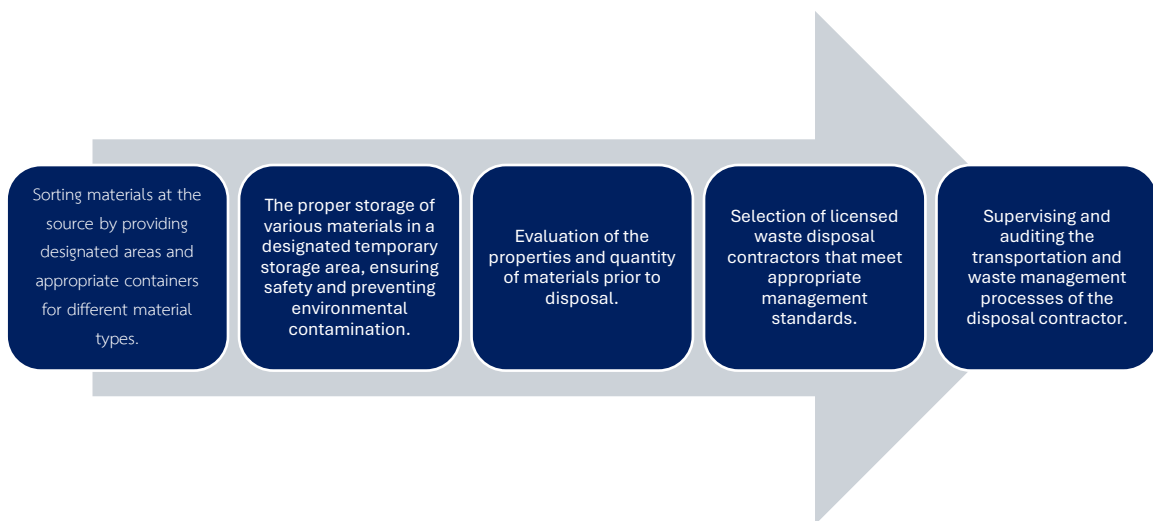 Sorting materials at the
source by providing
designated areas and
appropriate containers
for different material
types.
The proper storage of
various materials in a
designated temporary
storage area, ensuring
safety and preventing
environmental
contamination.
Evaluation of the
properties and quantity
of materials prior to
disposal.
Selection of licensed
waste disposal
contractors that meet
appropriate
management
standards.
Supervising and
auditing the
transportation and
waste management
processes of the
disposal contractor.